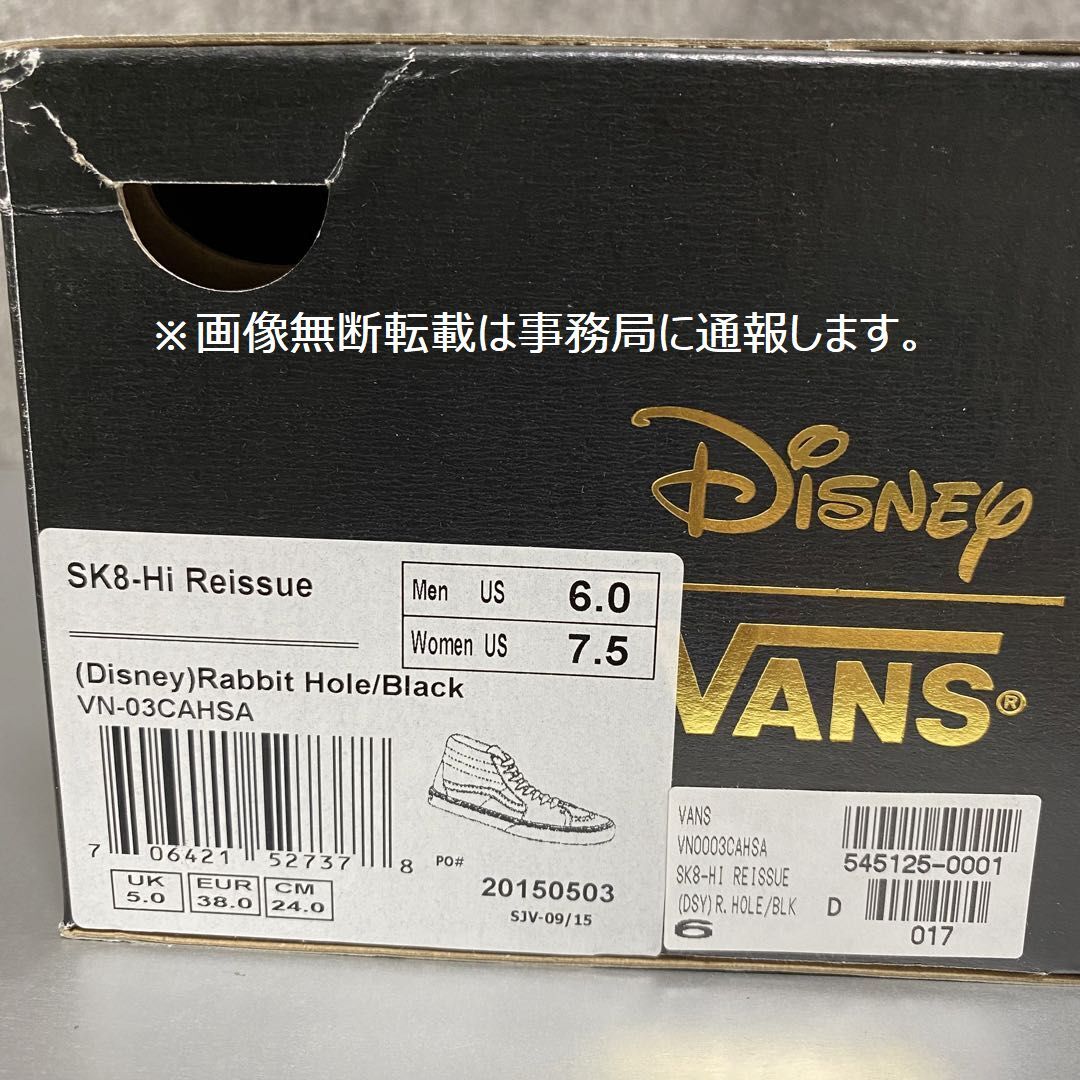 ※画像無断転載は事務局に通報します。
DISNEY
VANS®
SK8-Hi Reissue
Men US 6.0
Women US 7.5
(Disney)Rabbit Hole/Black
VN-03CAHSA
7 06421 52737 8
PO#
20150503
SJV-09/15
UK 5.0
EUR 38.0
CM 24.0
VANS
VN0003CAHSA
545125-0001
SK8-HI REISSUE
(DSY)R.HOLE/BLK D
6
017